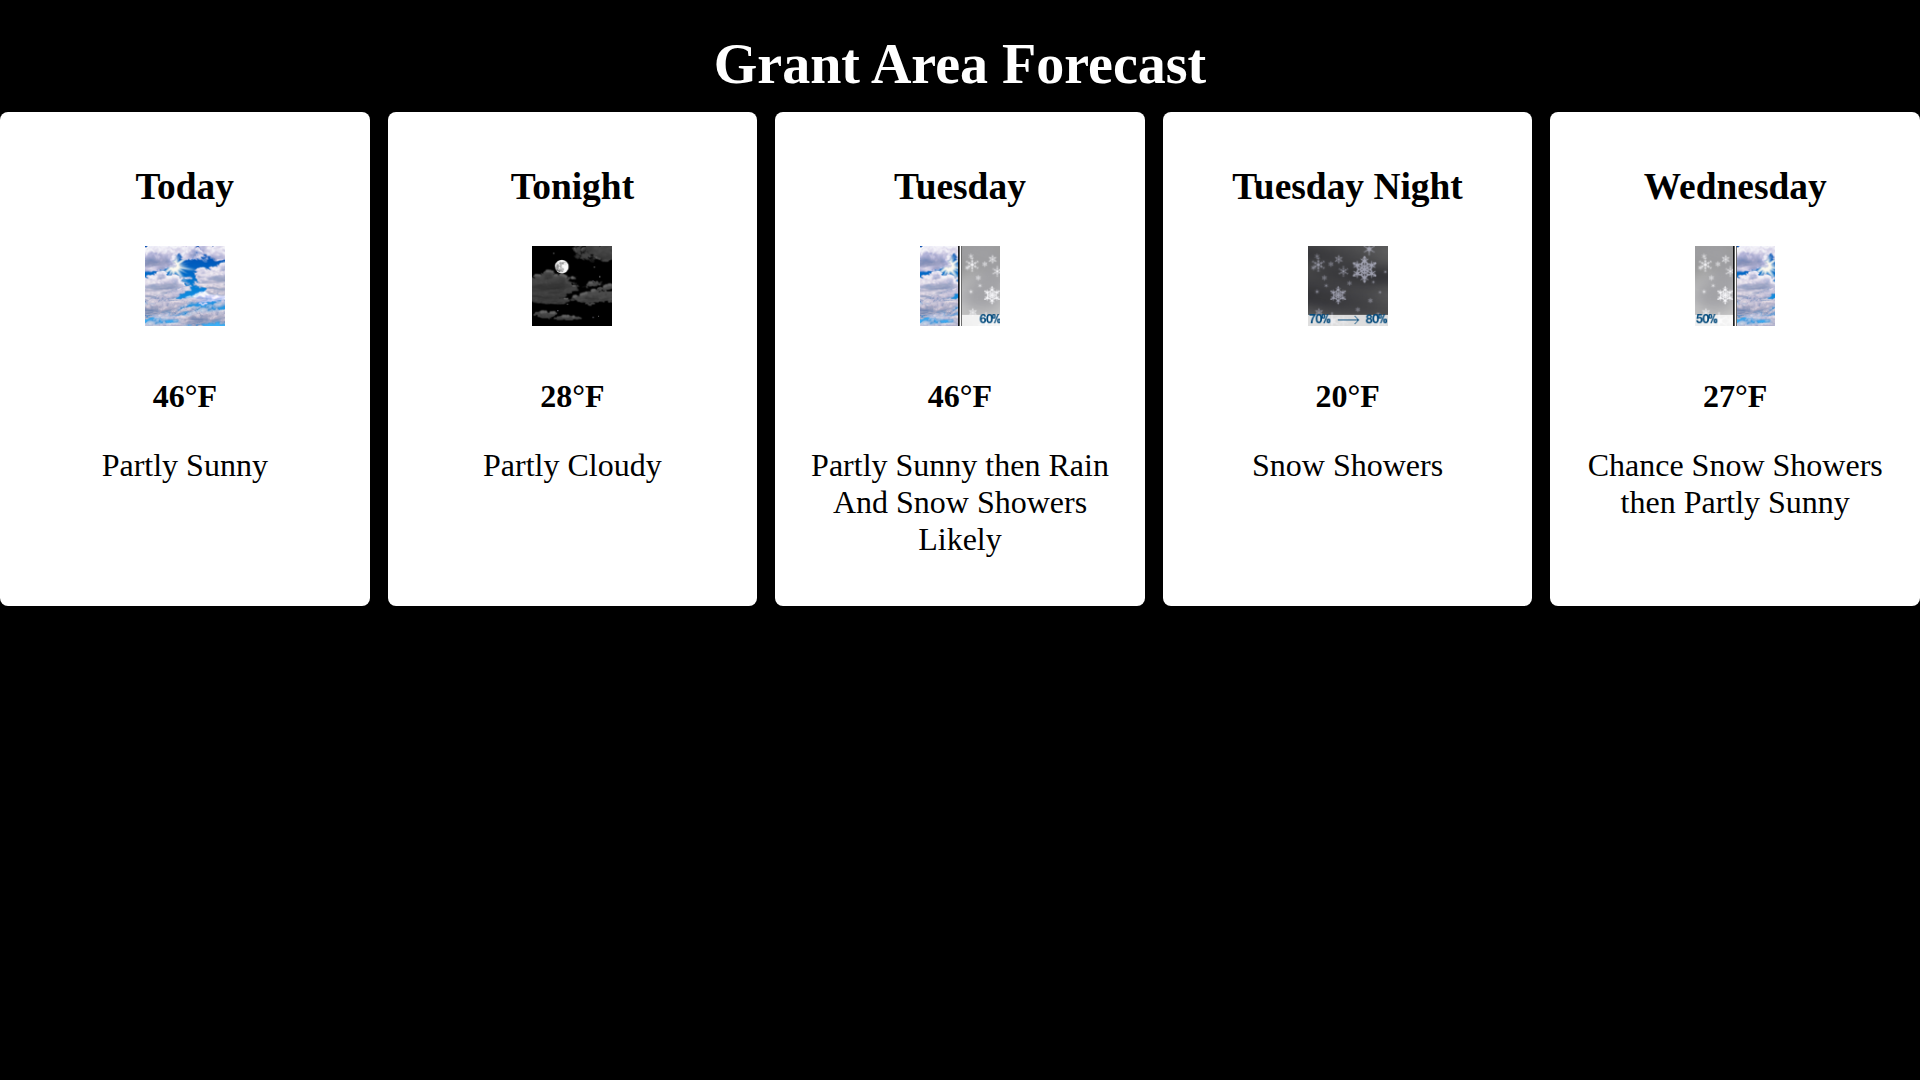 Grant Area Forecast
Today
46°F
Partly Sunny
Tonight
28°F
Partly Cloudy
Tuesday
60%
46°F
Partly Sunny then Rain
And Snow Showers
Likely
Tuesday Night
70% → 80%
20°F
Snow Showers
Wednesday
50%
27°F
Chance Snow Showers
then Partly Sunny